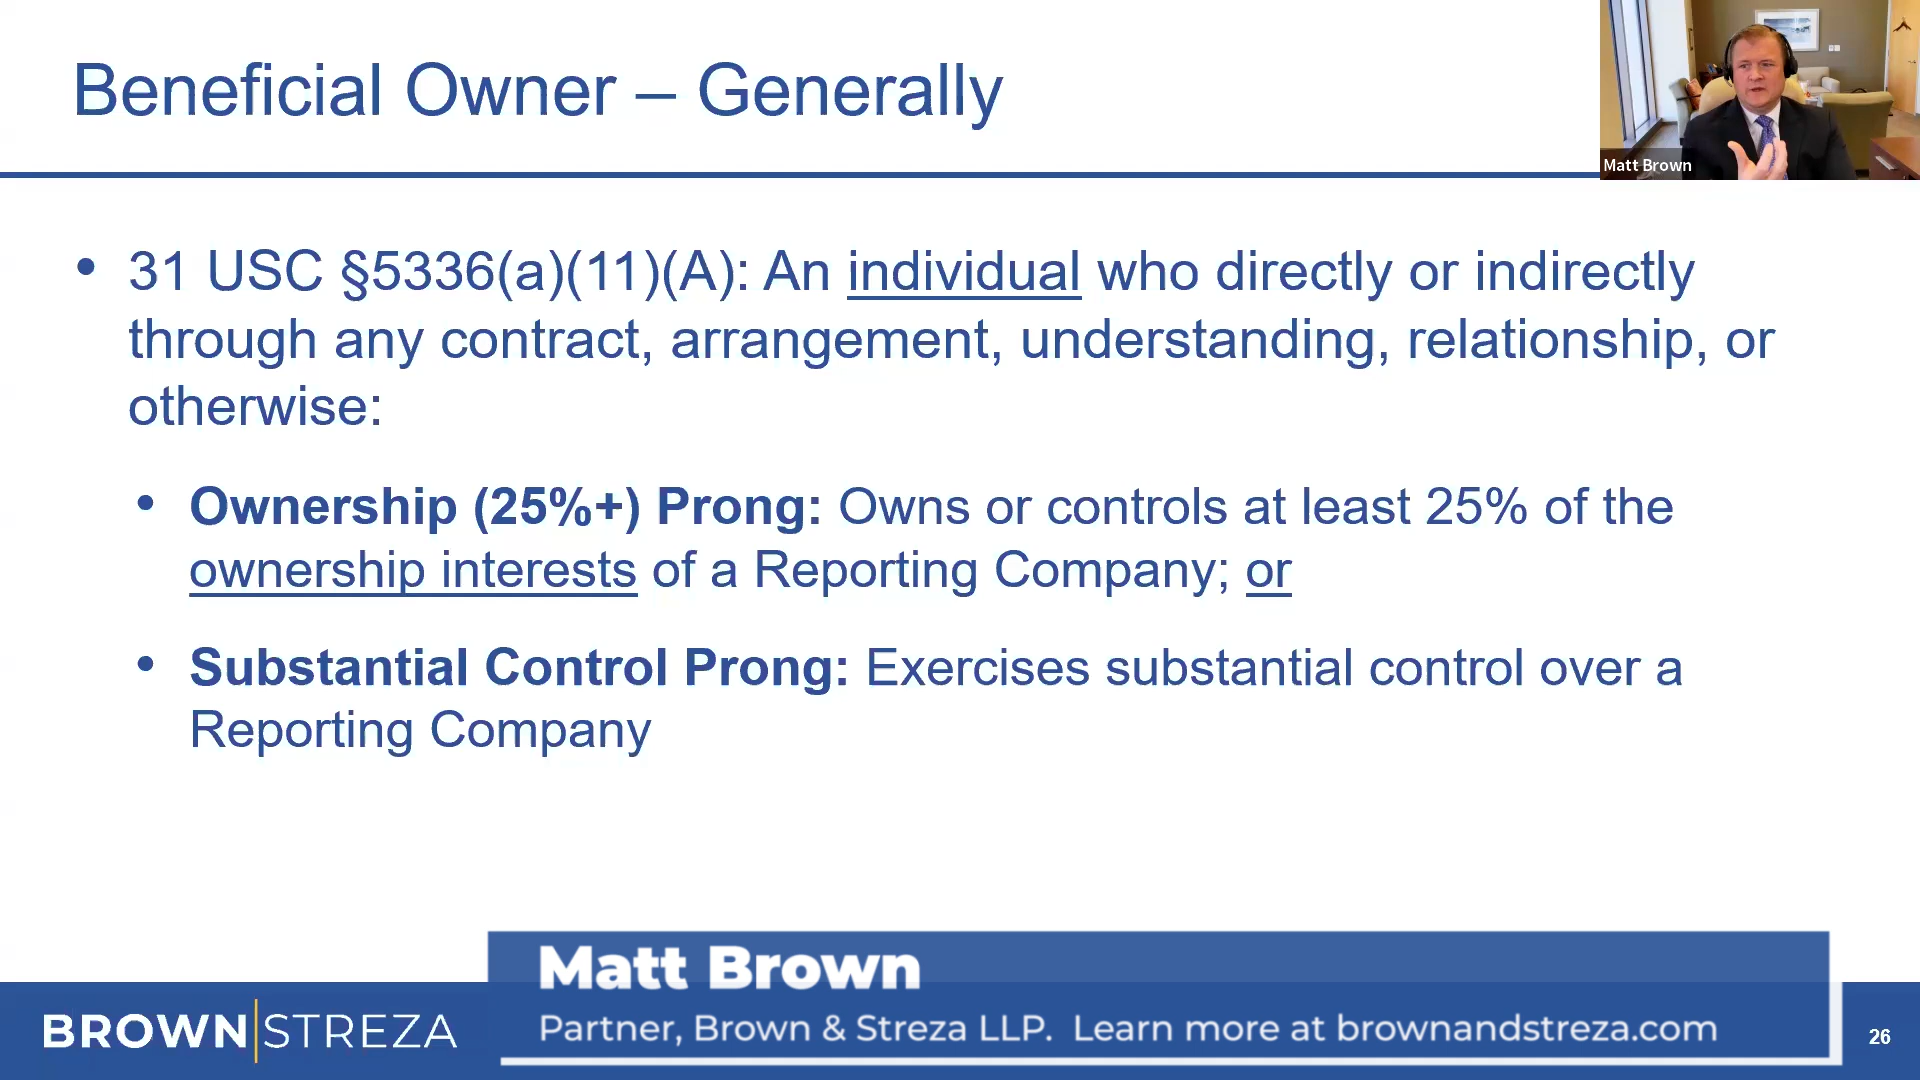 Beneficial Owner – Generally
Matt Brown
• 31 USC §5336(a)(11)(A): An individual who directly or indirectly
through any contract, arrangement, understanding, relationship, or
otherwise:
• Ownership (25%+) Prong: Owns or controls at least 25% of the
ownership interests of a Reporting Company; or
• Substantial Control Prong: Exercises substantial control over a
Reporting Company
Matt Brown
Partner, Brown & Streza LLP. Learn more at brownandstreza.com
BROWN|STREZA
26